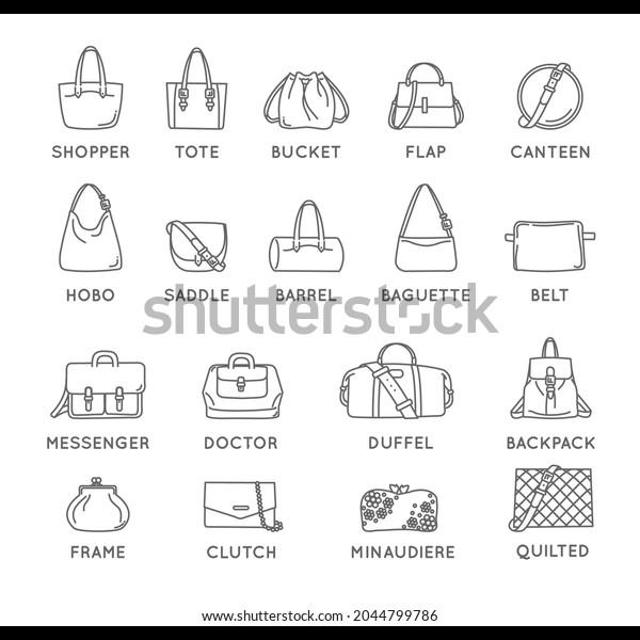 SHOPPER TOTE BUCKET FLAP CANTEEN
HOBO SADDLE BARREL BAGUETTE BELT
shutterstock
MESSENGER DOCTOR DUFFEL BACKPACK
FRAME CLUTCH MINAUDIERE QUILTED
www.shutterstock.com · 2044799786